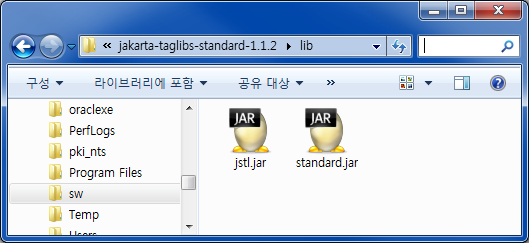 « jakarta-taglibs-standard-1.1.2 ▸ lib
구성 라이브러리에 포함 공유 대상 »
oraclexe
PerfLogs
pki_nts
Program Files
sw
Temp
Users
JAR JAR
jstl.jar standard.jar